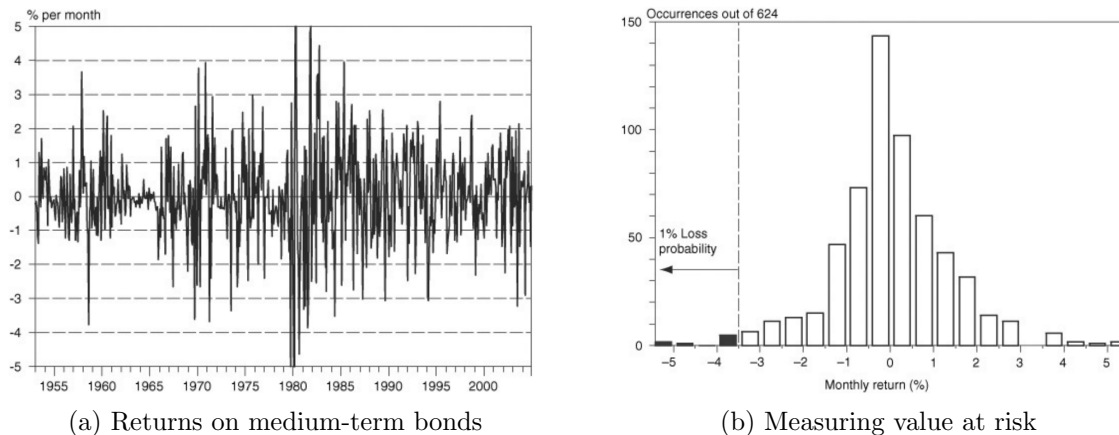 % per month
5
4
3
2
1
0
-1
-2
-3
-4
-5
1955 1960 1965 1970 1975 1980 1985 1990 1995 2000
(a) Returns on medium-term bonds
Occurrences out of 624
150
100
50
0
1% Loss
probability
−5 −4 −3 −2 −1 0 1 2 3 4 5
Monthly return (%)
(b) Measuring value at risk